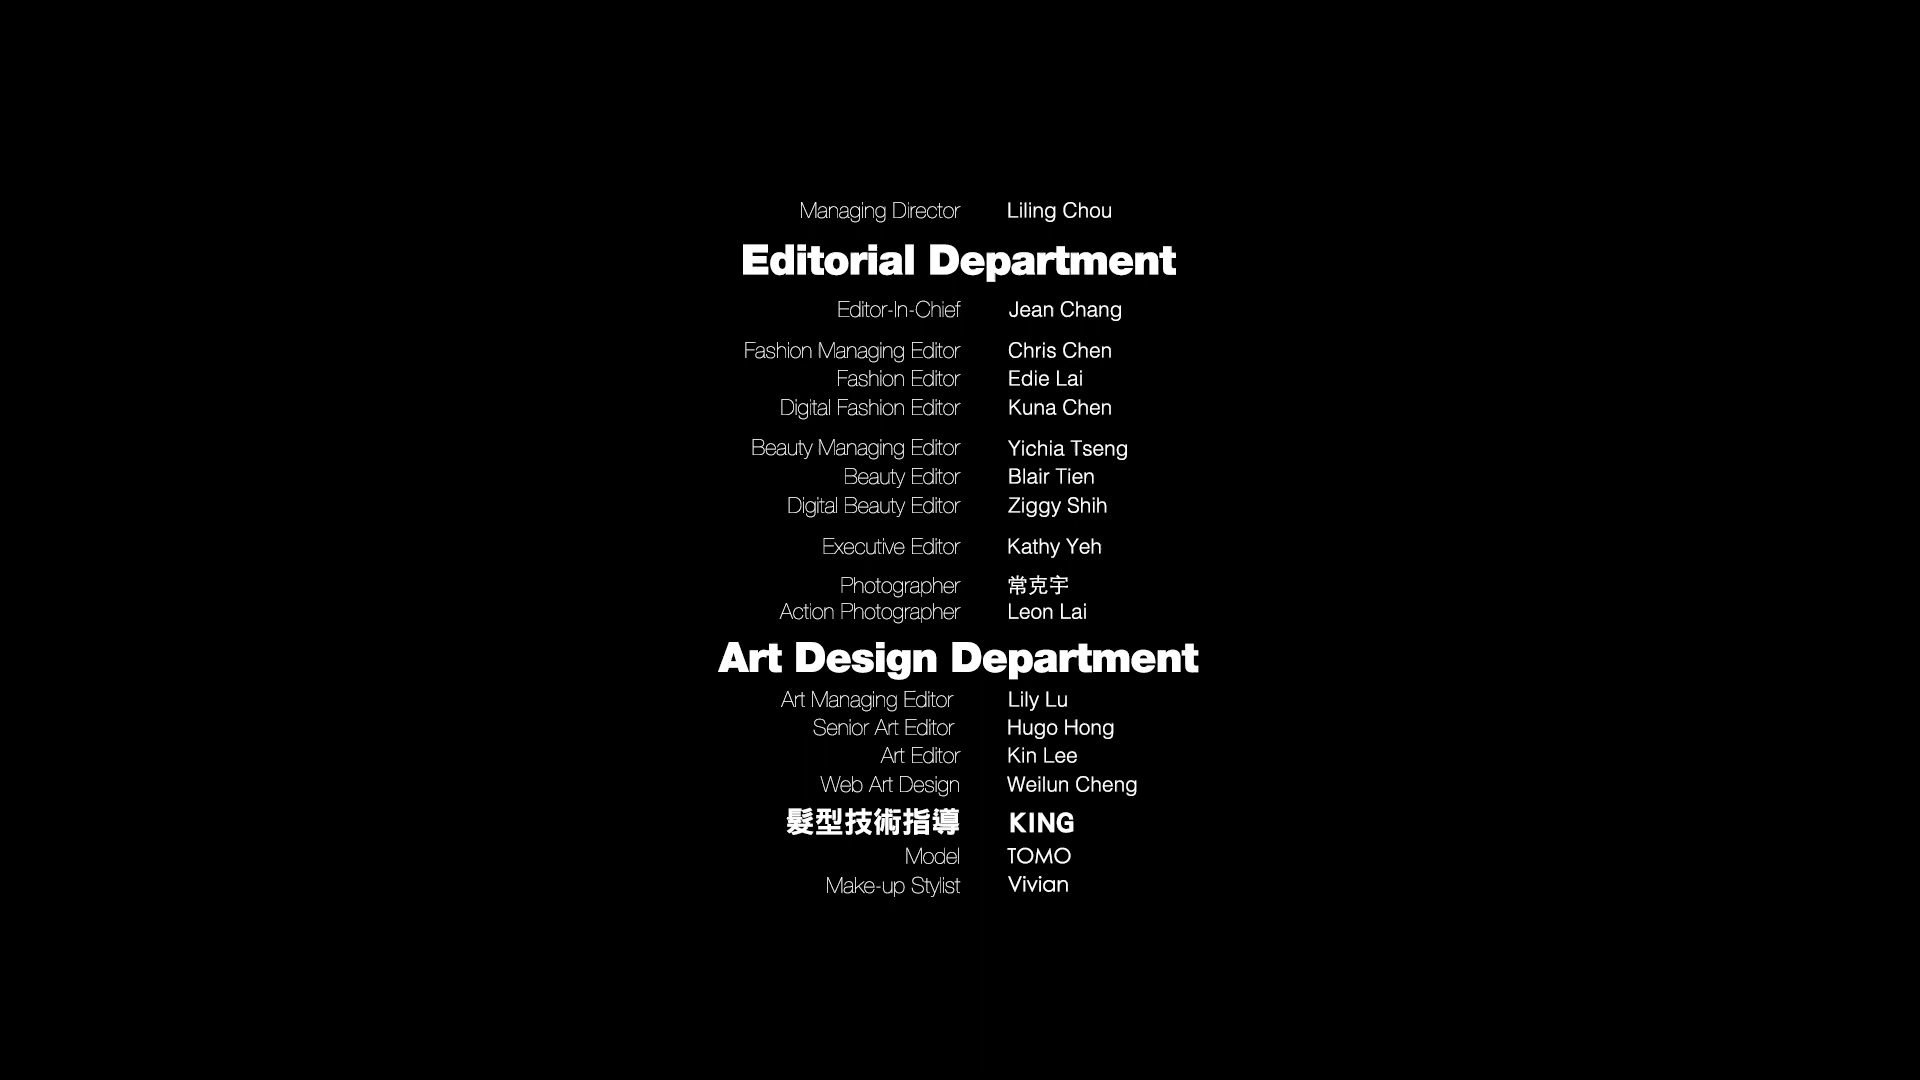 Managing Director Liling Chou
Editorial Department
Editor-In-Chief Jean Chang
Fashion Managing Editor Chris Chen
Fashion Editor Edie Lai
Digital Fashion Editor Kuna Chen
Beauty Managing Editor Yichia Tseng
Beauty Editor Blair Tien
Digital Beauty Editor Ziggy Shih
Executive Editor Kathy Yeh
Photographer 常克宇
Action Photographer Leon Lai
Art Design Department
Art Managing Editor Lily Lu
Senior Art Editor Hugo Hong
Art Editor Kin Lee
Web Art Design Weilun Cheng
髮型技術指導 KING
Model TOMO
Make-up Stylist Vivian